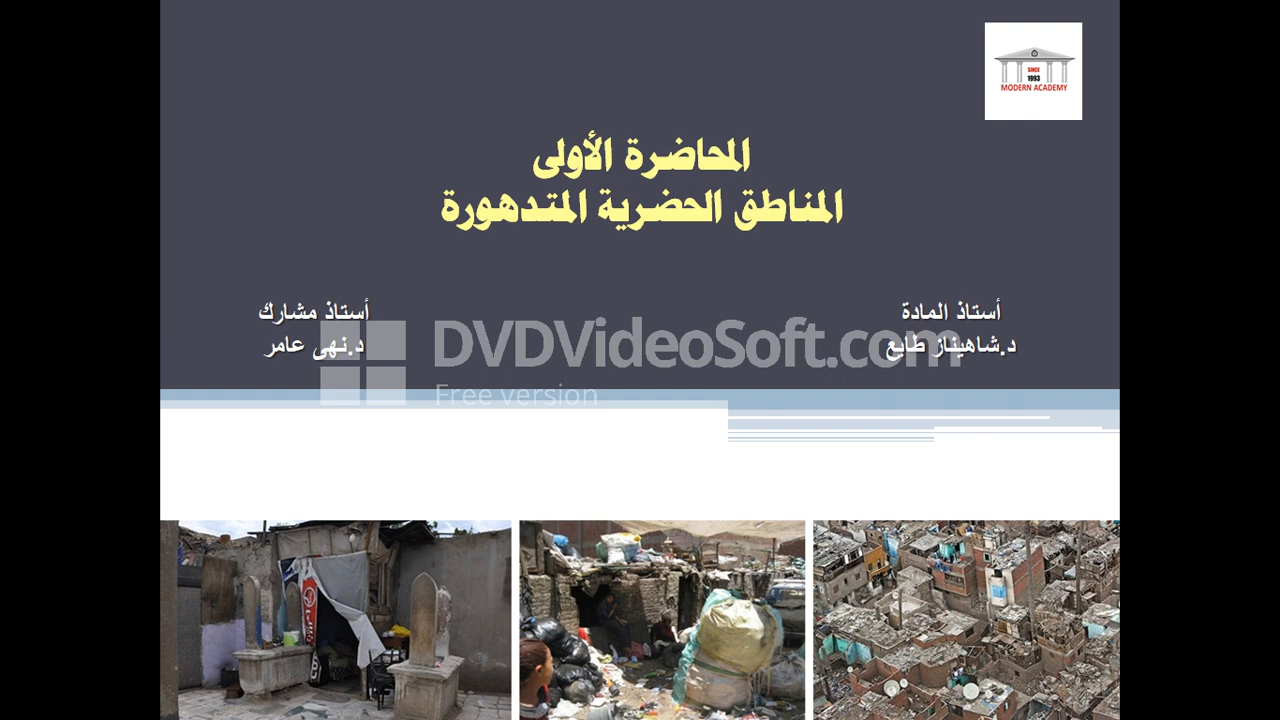 SINCE
1993
MODERN ACADEMY
المحاضرة الأولى
المناطق الحضرية المتدهورة
أستاذ المادة
د.شاهيناز طايع
أستاذ مشارك
د.نهى عامر
DVDVideoSoft.com
Free version